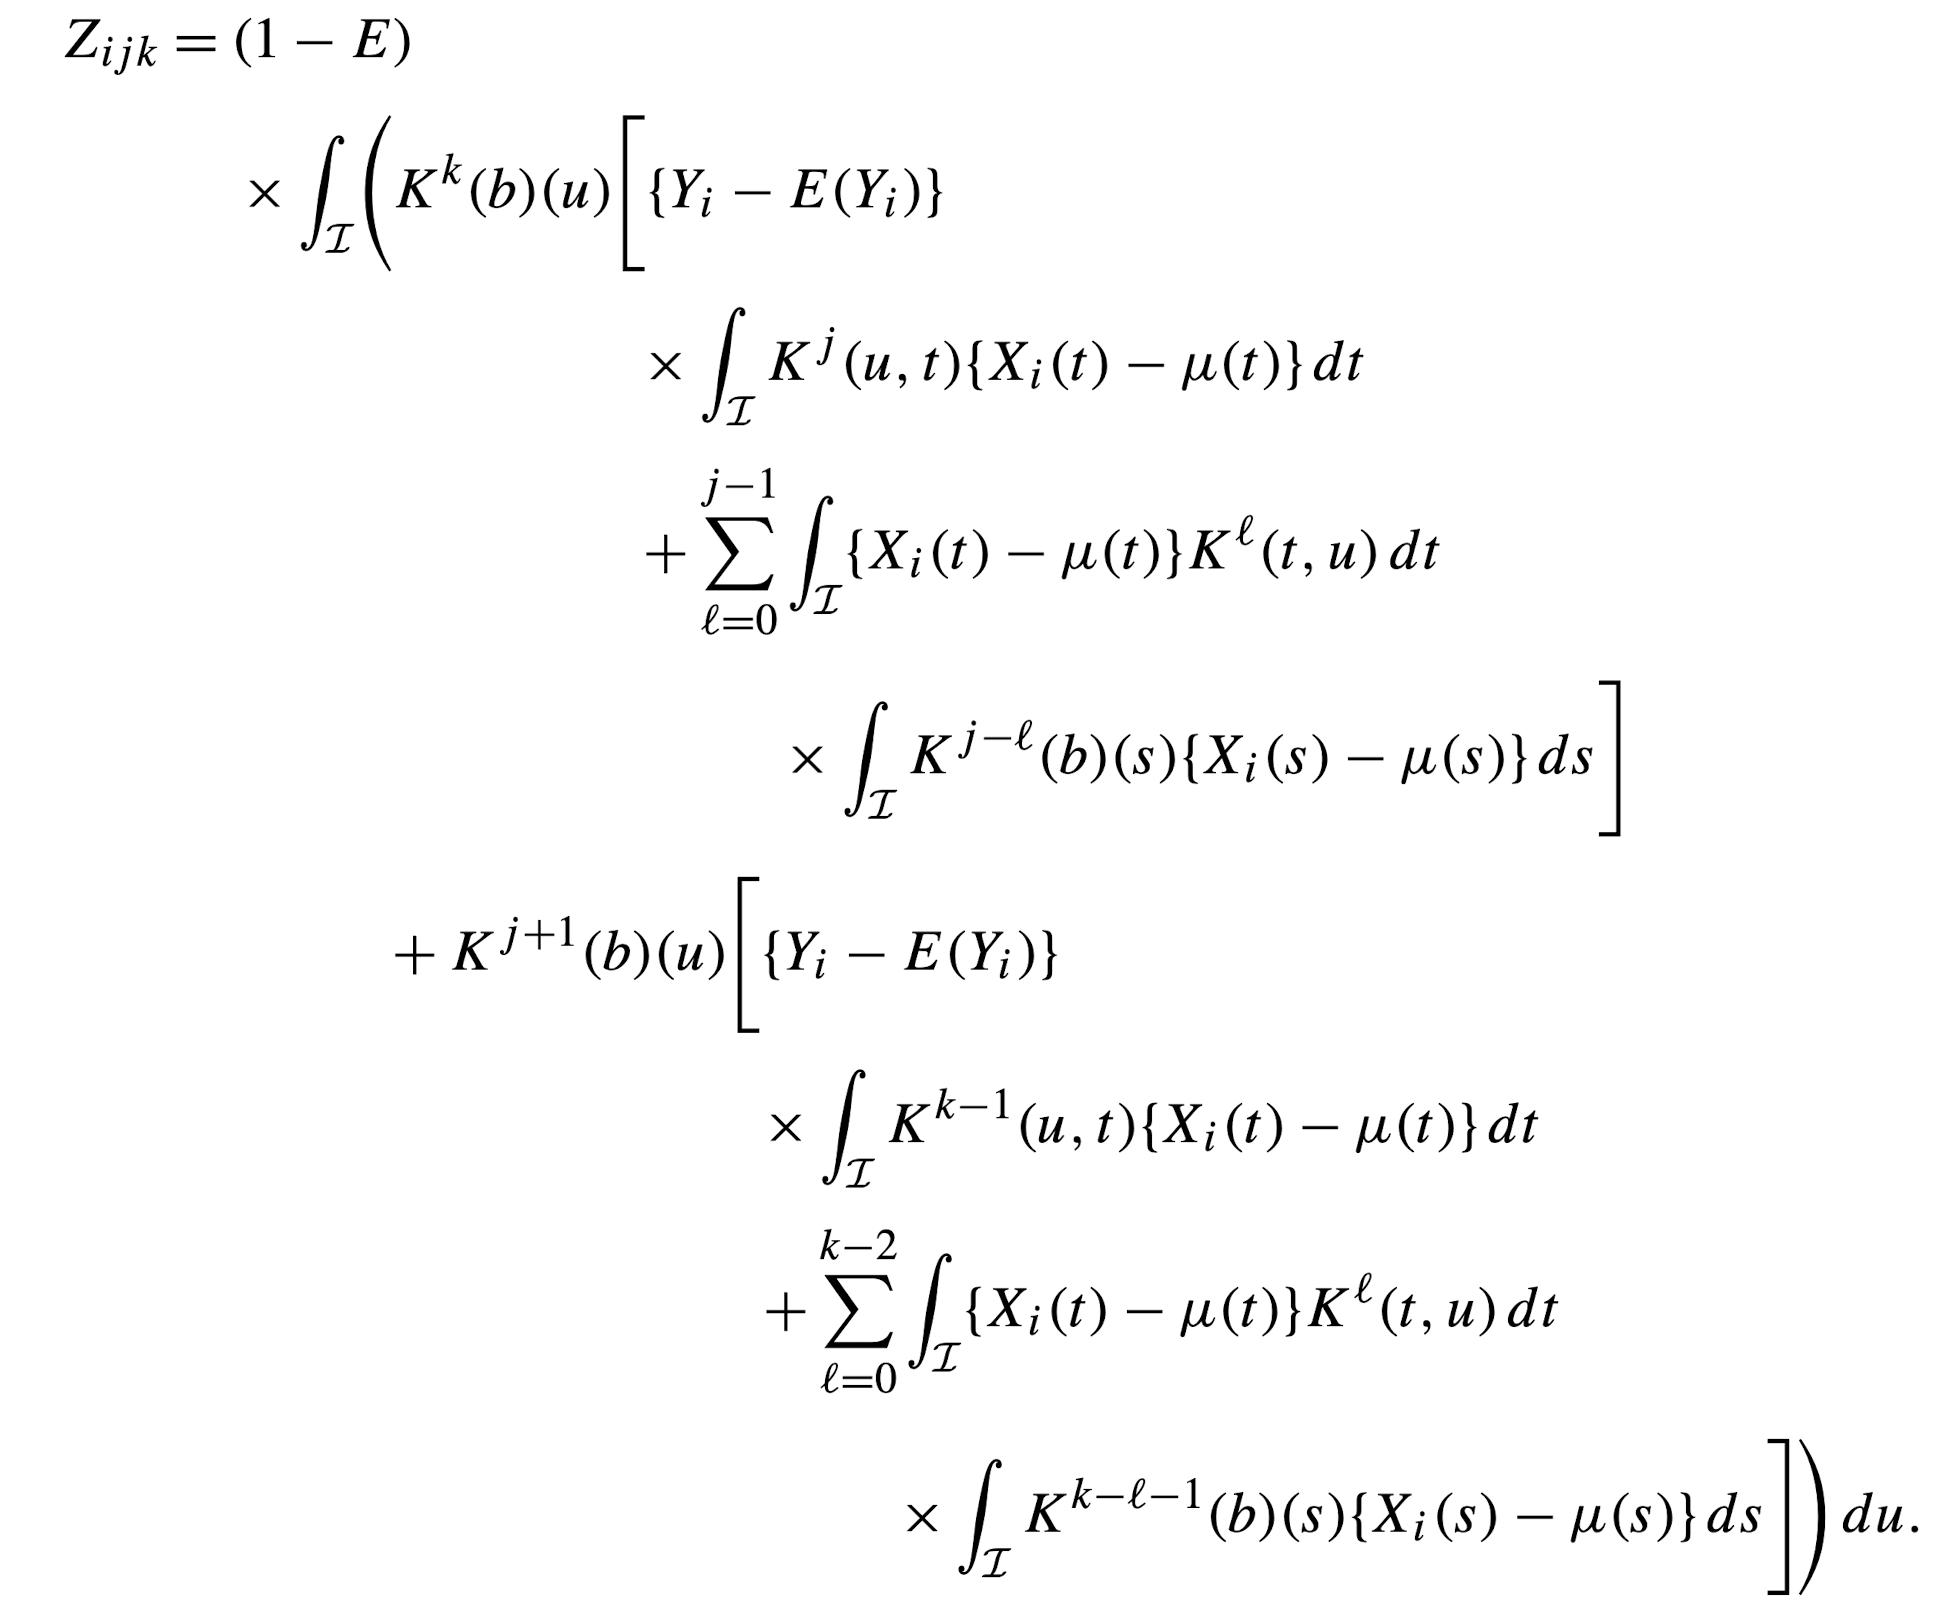 Z_{ijk} = (1 − E)
× ∫_ℐ ( K^k(b)(u) [ {Y_i − E(Y_i)}
× ∫_ℐ K^j(u, t){X_i(t) − μ(t)} dt
+ ∑_{ℓ=0}^{j−1} ∫_ℐ {X_i(t) − μ(t)}K^ℓ(t, u) dt
× ∫_ℐ K^{j−ℓ}(b)(s){X_i(s) − μ(s)} ds ]
+ K^{j+1}(b)(u) [ {Y_i − E(Y_i)}
× ∫_ℐ K^{k−1}(u, t){X_i(t) − μ(t)} dt
+ ∑_{ℓ=0}^{k−2} ∫_ℐ {X_i(t) − μ(t)}K^ℓ(t, u) dt
× ∫_ℐ K^{k−ℓ−1}(b)(s){X_i(s) − μ(s)} ds ] ) du.